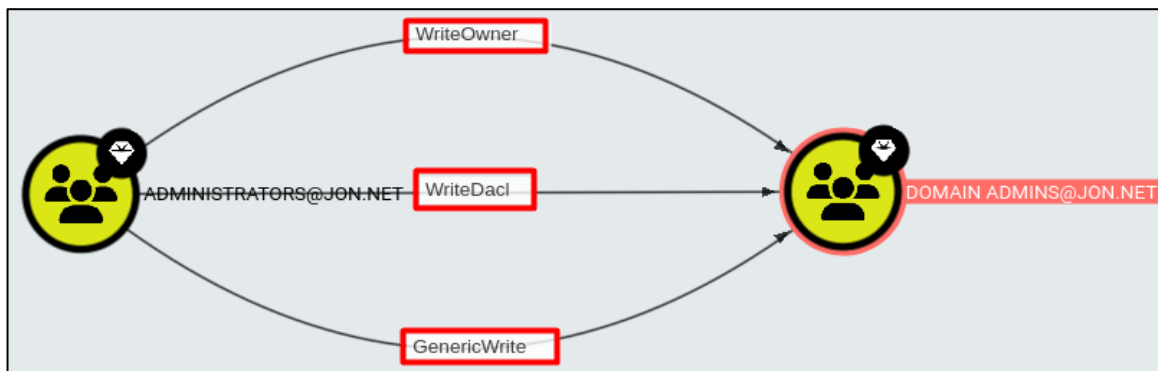 WriteOwner
ADMINISTRATORS@JON.NET
WriteDacl
DOMAIN ADMINS@JON.NET
GenericWrite